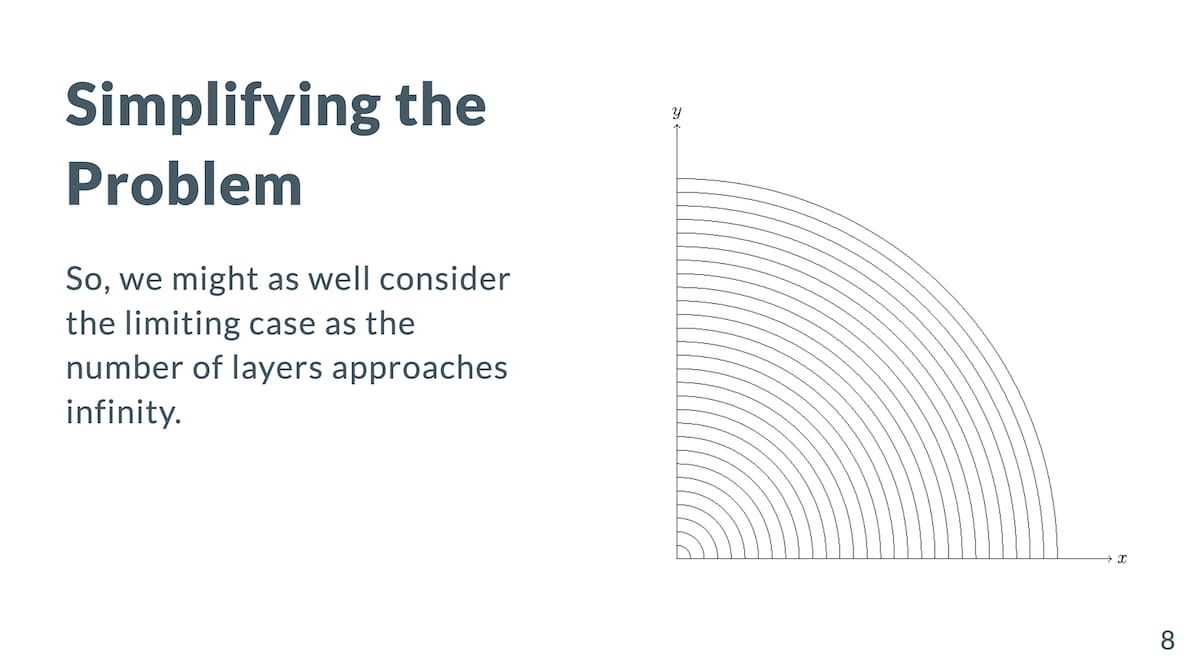 Simplifying the
Problem
So, we might as well consider
the limiting case as the
number of layers approaches
infinity.
y
x
8